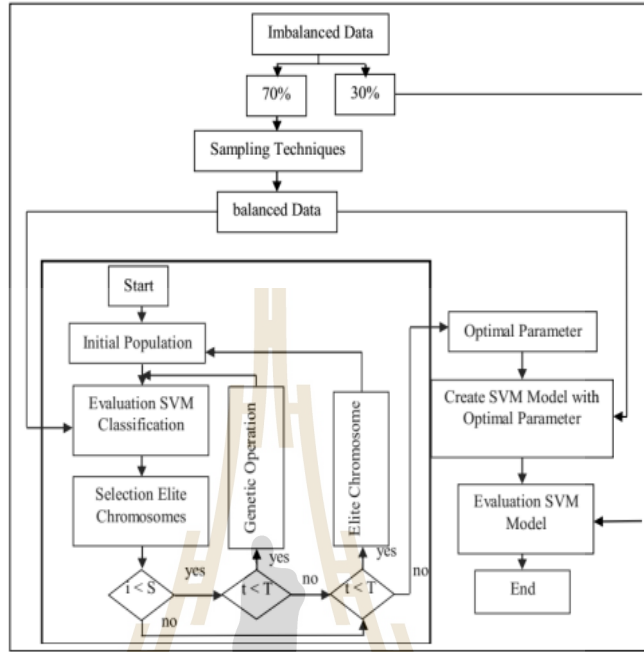 Imbalanced Data
70%
30%
Sampling Techniques
balanced Data
Start
Initial Population
Evaluation SVM
Classification
Selection Elite
Chromosomes
Genetic Operation
Elite Chromosome
i < S
yes
no
t < T
yes
no
t < T
yes
no
Optimal Parameter
Create SVM Model with
Optimal Parameter
Evaluation SVM
Model
End